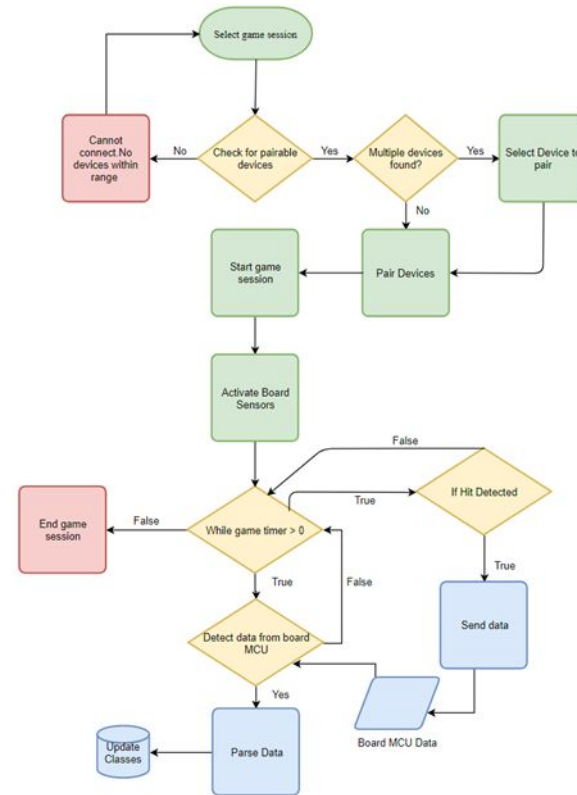 Select game session
Cannot
connect.No
devices within
range
No
Check for pairable
devices
Yes
Multiple devices
found?
Yes
Select Device to
pair
No
Start game
session
Pair Devices
Activate Board
Sensors
False
True
If Hit Detected
End game
session
False
While game timer > 0
True
False
True
Send data
Detect data from board
MCU
Yes
Board MCU Data
Update
Classes
Parse Data